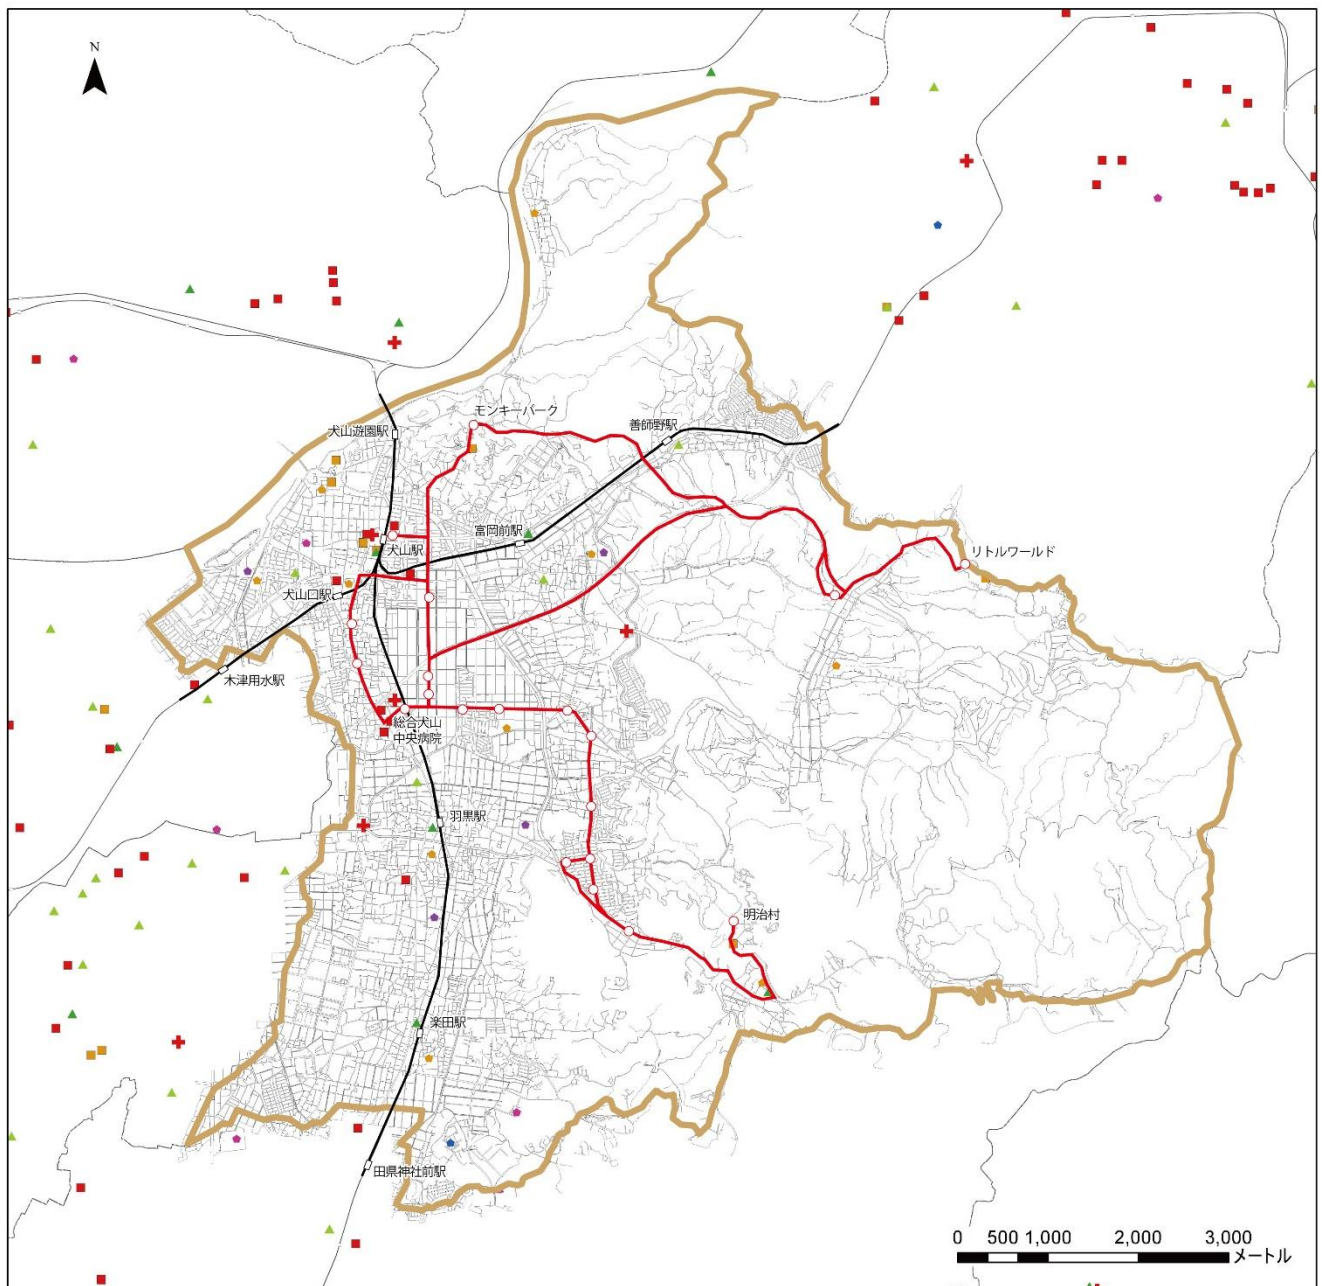 N
モンキーパーク
犬山遊園駅
善師野駅
富岡前駅
犬山駅
リトルワールド
犬山口駅
木津用水駅
総合犬山
中央病院
羽黒駅
明治村
楽田駅
田県神社前駅
0 500 1,000 2,000 3,000
メートル